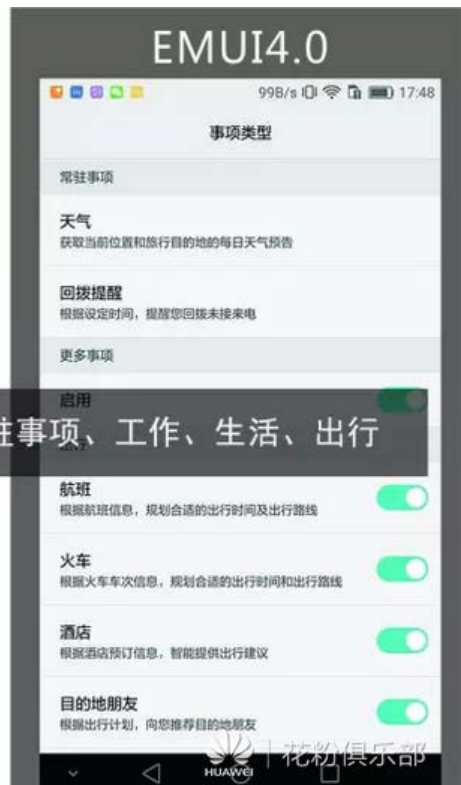 EMUI4.0
99B/s 17:48
事项类型
常驻事项
天气
获取当前位置和旅行目的地的每日天气预告
回拨提醒
根据设定时间，提醒您回拨未接来电
更多事项
启用
驻事项、工作、生活、出行
出行
航班
根据航班信息，规划合适的出行时间及出行路线
火车
根据火车车次信息，规划合适的出行时间和出行路线
酒店
根据酒店预订信息，智能提供出行建议
目的地朋友
根据出行计划，向您推荐目的地朋友
HUAWEI | 花粉俱乐部